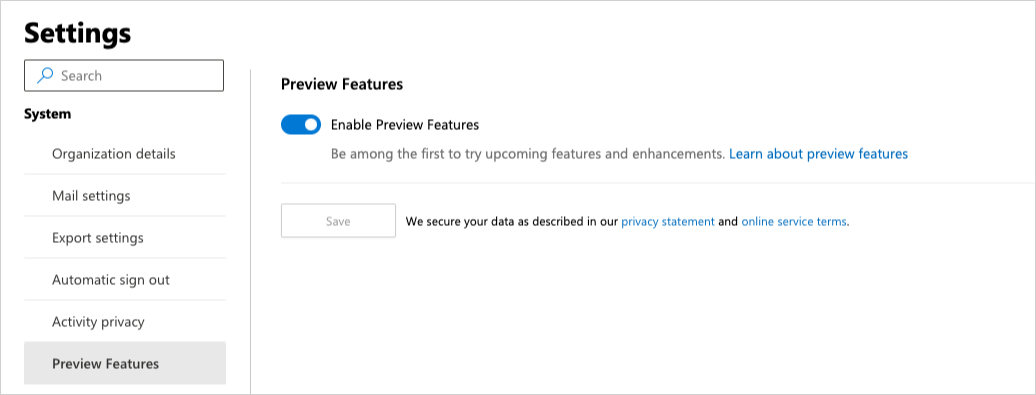 Settings
Search
System
Organization details
Mail settings
Export settings
Automatic sign out
Activity privacy
Preview Features
Preview Features
Enable Preview Features
Be among the first to try upcoming features and enhancements. Learn about preview features
Save
We secure your data as described in our privacy statement and online service terms.